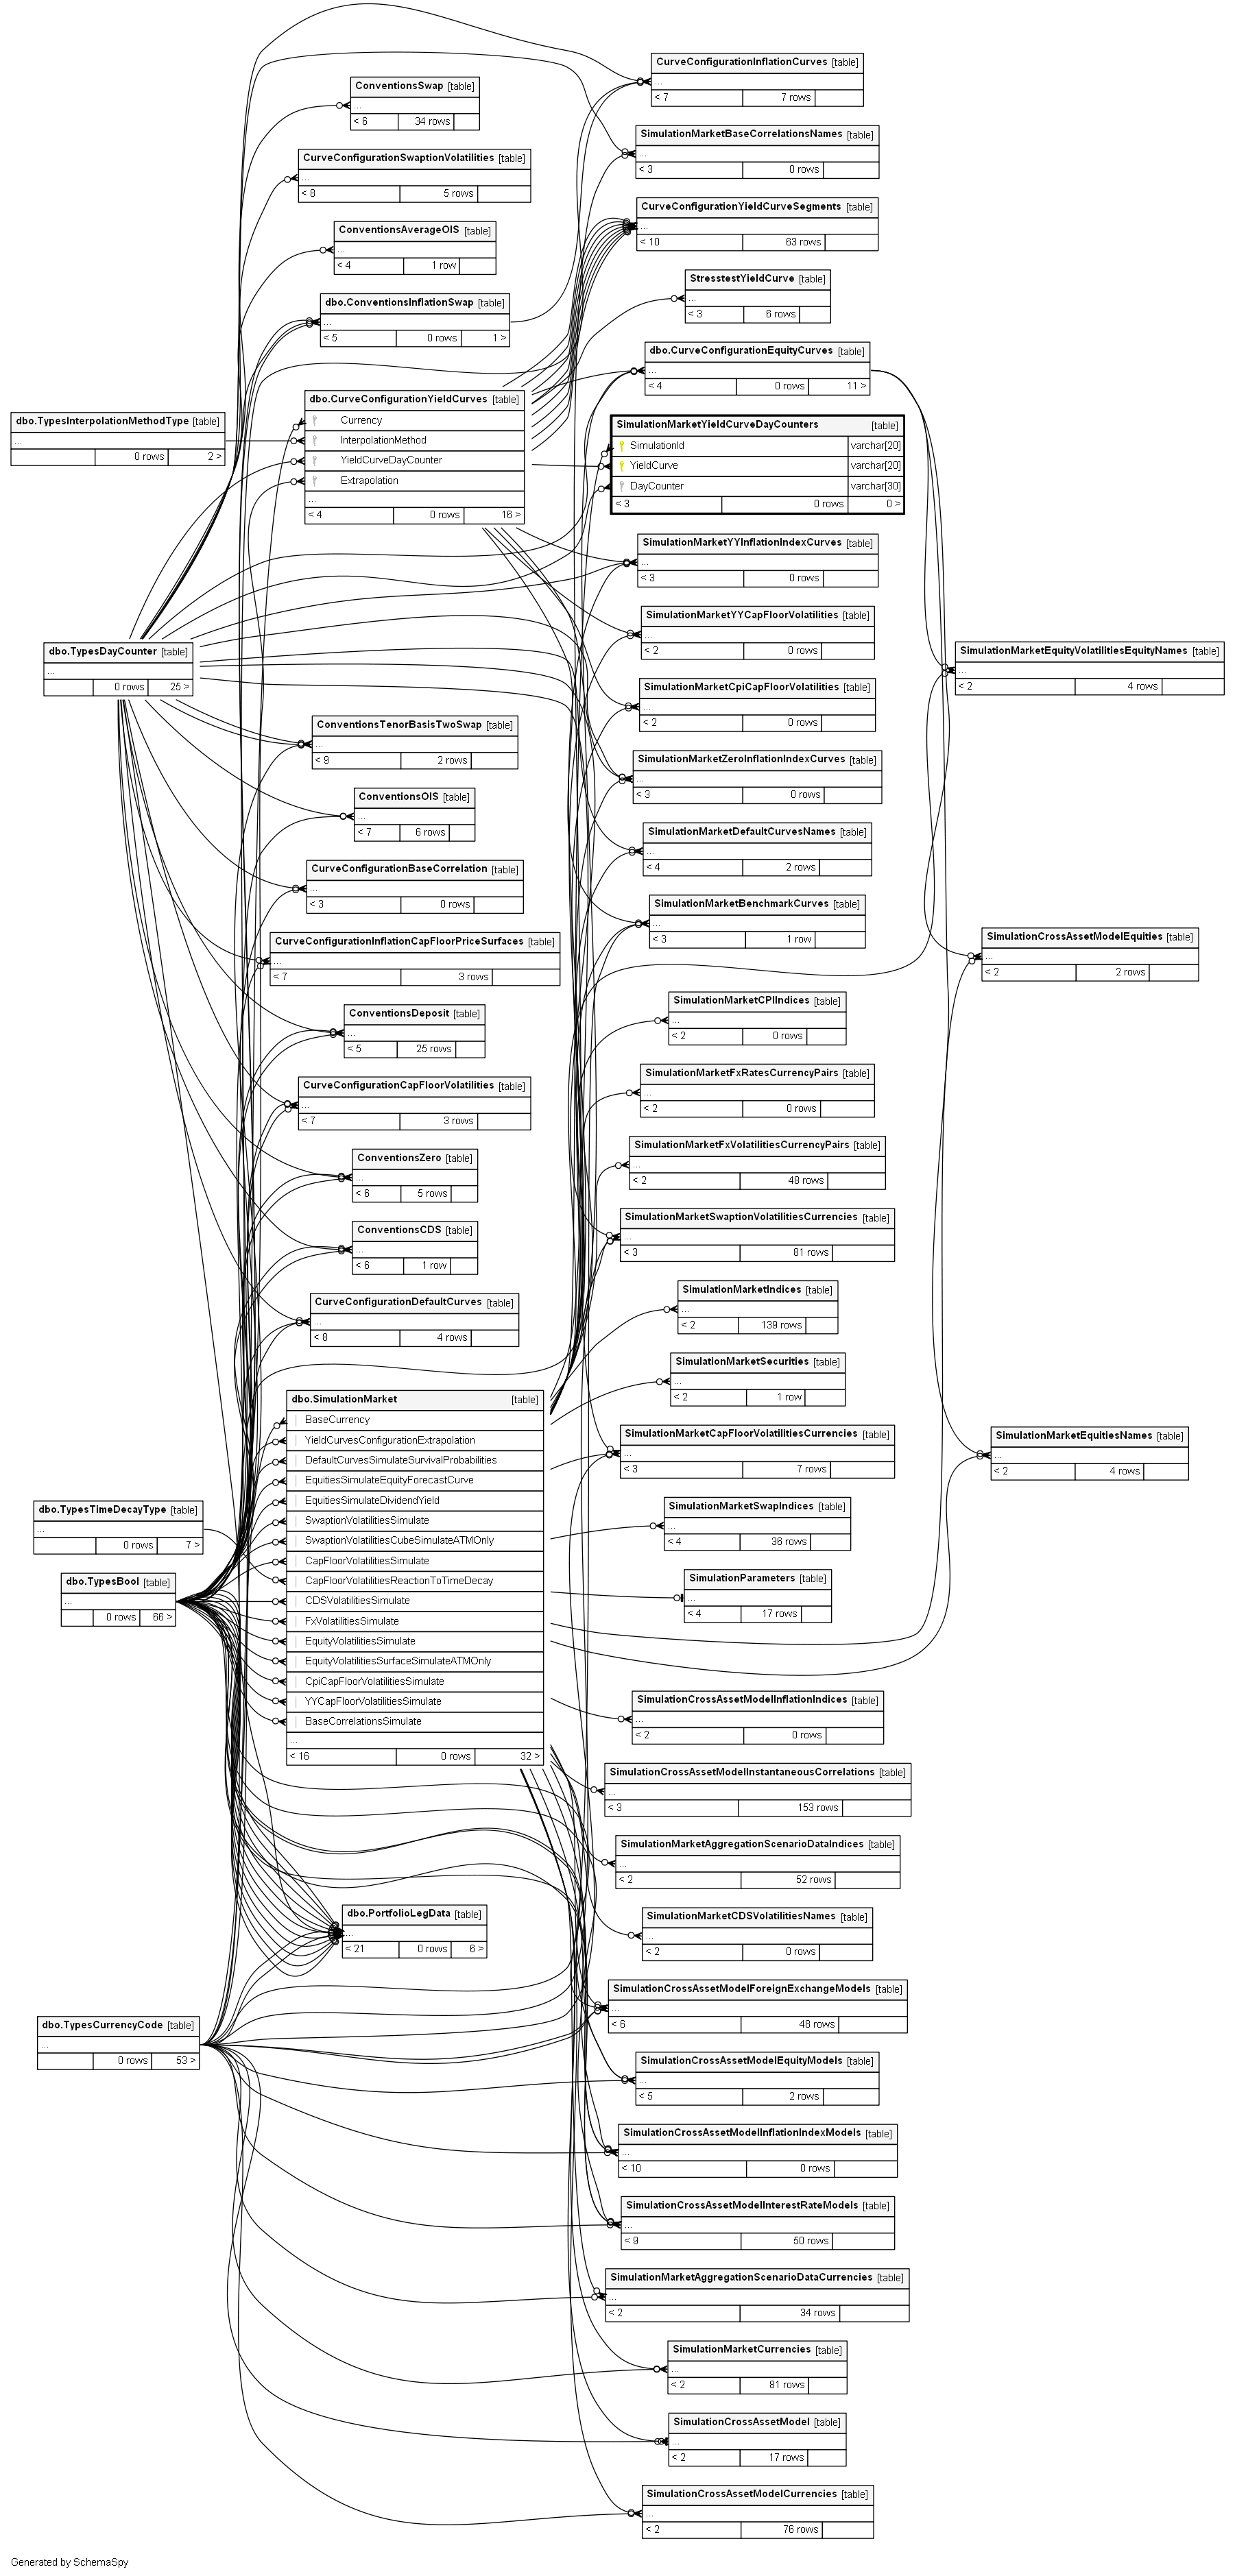 CurveConfigurationInflationCurves [table]
...
< 7 7 rows
ConventionsSwap [table]
...
< 6 34 rows
SimulationMarketBaseCorrelationsNames [table]
...
< 3 0 rows
CurveConfigurationSwaptionVolatilities [table]
...
< 8 5 rows
CurveConfigurationYieldCurveSegments [table]
...
< 10 63 rows
ConventionsAverageOIS [table]
...
< 4 1 row
StresstestYieldCurve [table]
...
< 3 6 rows
dbo.ConventionsInflationSwap [table]
...
< 5 0 rows 1 >
dbo.CurveConfigurationEquityCurves [table]
...
< 4 0 rows 11 >
dbo.CurveConfigurationYieldCurves [table]
Currency
InterpolationMethod
YieldCurveDayCounter
Extrapolation
...
< 4 0 rows 16 >
dbo.TypesInterpolationMethodType [table]
...
0 rows 2 >
SimulationMarketYieldCurveDayCounters [table]
SimulationId varchar[20]
YieldCurve varchar[20]
DayCounter varchar[30]
< 3 0 rows 0 >
SimulationMarketYYInflationIndexCurves [table]
...
< 3 0 rows
SimulationMarketYYCapFloorVolatilities [table]
...
< 2 0 rows
dbo.TypesDayCounter [table]
...
0 rows 25 >
SimulationMarketEquityVolatilitiesEquityNames [table]
...
< 2 4 rows
SimulationMarketCpiCapFloorVolatilities [table]
...
< 2 0 rows
ConventionsTenorBasisTwoSwap [table]
...
< 9 2 rows
SimulationMarketZeroInflationIndexCurves [table]
...
< 3 0 rows
ConventionsOIS [table]
...
< 7 6 rows
SimulationMarketDefaultCurvesNames [table]
...
< 4 2 rows
CurveConfigurationBaseCorrelation [table]
...
< 3 0 rows
SimulationMarketBenchmarkCurves [table]
...
< 3 1 row
CurveConfigurationInflationCapFloorPriceSurfaces [table]
...
< 7 3 rows
SimulationCrossAssetModelEquities [table]
...
< 2 2 rows
SimulationMarketCPIIndices [table]
...
< 2 0 rows
ConventionsDeposit [table]
...
< 5 25 rows
SimulationMarketFxRatesCurrencyPairs [table]
...
< 2 0 rows
CurveConfigurationCapFloorVolatilities [table]
...
< 7 3 rows
SimulationMarketFxVolatilitiesCurrencyPairs [table]
...
< 2 48 rows
ConventionsZero [table]
...
< 6 5 rows
SimulationMarketSwaptionVolatilitiesCurrencies [table]
...
< 3 81 rows
ConventionsCDS [table]
...
< 6 1 row
SimulationMarketIndices [table]
...
< 2 139 rows
CurveConfigurationDefaultCurves [table]
...
< 8 4 rows
SimulationMarketSecurities [table]
...
< 2 1 row
dbo.SimulationMarket [table]
BaseCurrency
YieldCurvesConfigurationExtrapolation
DefaultCurvesSimulateSurvivalProbabilities
EquitiesSimulateEquityForecastCurve
EquitiesSimulateDividendYield
SwaptionVolatilitiesSimulate
SwaptionVolatilitiesCubeSimulateATMOnly
CapFloorVolatilitiesSimulate
CapFloorVolatilitiesReactionToTimeDecay
CDSVolatilitiesSimulate
FxVolatilitiesSimulate
EquityVolatilitiesSimulate
EquityVolatilitiesSurfaceSimulateATMOnly
CpiCapFloorVolatilitiesSimulate
YYCapFloorVolatilitiesSimulate
BaseCorrelationsSimulate
...
< 16 0 rows 32 >
SimulationMarketCapFloorVolatilitiesCurrencies [table]
...
< 3 7 rows
SimulationMarketEquitiesNames [table]
...
< 2 4 rows
dbo.TypesTimeDecayType [table]
...
0 rows 7 >
SimulationMarketSwapIndices [table]
...
< 4 36 rows
dbo.TypesBool [table]
...
0 rows 66 >
SimulationParameters [table]
...
< 4 17 rows
SimulationCrossAssetModelInflationIndices [table]
...
< 2 0 rows
SimulationCrossAssetModelInstantaneousCorrelations [table]
...
< 3 153 rows
SimulationMarketAggregationScenarioDataIndices [table]
...
< 2 52 rows
dbo.PortfolioLegData [table]
...
< 21 0 rows 6 >
SimulationMarketCDSVolatilitiesNames [table]
...
< 2 0 rows
SimulationCrossAssetModelForeignExchangeModels [table]
...
< 6 48 rows
dbo.TypesCurrencyCode [table]
...
0 rows 53 >
SimulationCrossAssetModelEquityModels [table]
...
< 5 2 rows
SimulationCrossAssetModelInflationIndexModels [table]
...
< 10 0 rows
SimulationCrossAssetModelInterestRateModels [table]
...
< 9 50 rows
SimulationMarketAggregationScenarioDataCurrencies [table]
...
< 2 34 rows
SimulationMarketCurrencies [table]
...
< 2 81 rows
SimulationCrossAssetModel [table]
...
< 2 17 rows
SimulationCrossAssetModelCurrencies [table]
...
< 2 76 rows
Generated by SchemaSpy